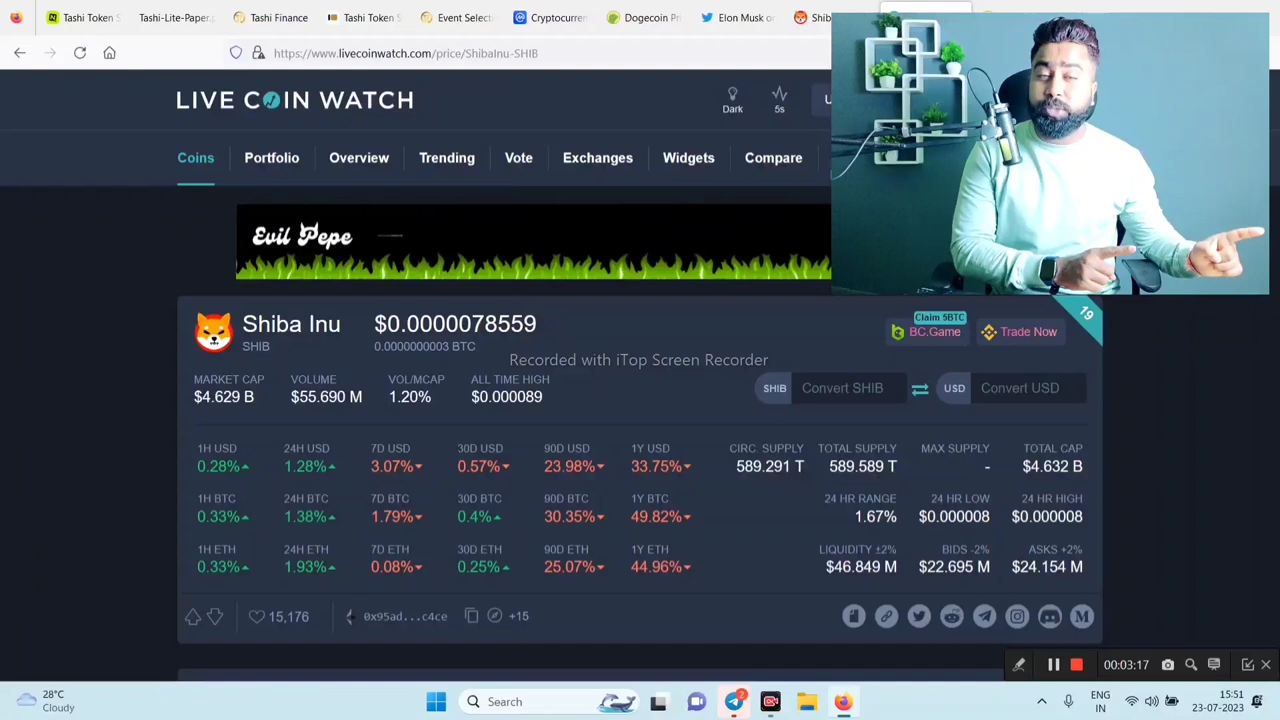 Tashi Token S
Tashi-Lite-Paper.
Tashi Finance
Tashi Token
Event Selecti
Cryptocurren
Dogecoin Pri
Elon Musk or
Shib
https://www.livecoinwatch.com/price/ShibaInu-SHIB
LIVE COIN WATCH
Dark
5s
U
Coins
Portfolio
Overview
Trending
Vote
Exchanges
Widgets
Compare
Evil Pepe
Shiba Inu
SHIB
$0.0000078559
0.0000000003 BTC
Claim 5BTC
BC.Game
Trade Now
19
Recorded with iTop Screen Recorder
MARKET CAP VOLUME VOL/MCAP ALL TIME HIGH
$4.629 B $55.690 M 1.20% $0.000089
SHIB Convert SHIB USD Convert USD
1H USD 24H USD 7D USD 30D USD 90D USD 1Y USD CIRC. SUPPLY TOTAL SUPPLY MAX SUPPLY TOTAL CAP
0.28% 1.28% 3.07% 0.57% 23.98% 33.75% 589.291 T 589.589 T - $4.632 B
1H BTC 24H BTC 7D BTC 30D BTC 90D BTC 1Y BTC 24 HR RANGE 24 HR LOW 24 HR HIGH
0.33% 1.38% 1.79% 0.4% 30.35% 49.82% 1.67% $0.000008 $0.000008
1H ETH 24H ETH 7D ETH 30D ETH 90D ETH 1Y ETH LIQUIDITY ±2% BIDS -2% ASKS +2%
0.33% 1.93% 0.08% 0.25% 25.07% 44.96% $46.849 M $22.695 M $24.154 M
15,176 0x95ad...c4ce +15
00:03:17
28°C
Cloudy
Search
2
ENG
IN
15:51
23-07-2023